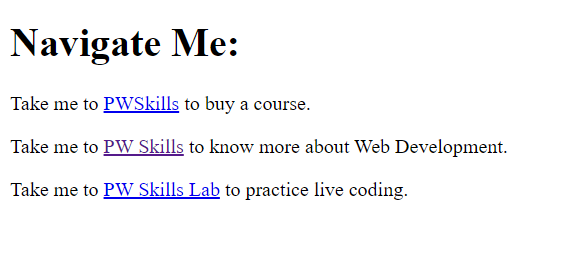 Navigate Me:
Take me to PWSkills to buy a course.
Take me to PW Skills to know more about Web Development.
Take me to PW Skills Lab to practice live coding.